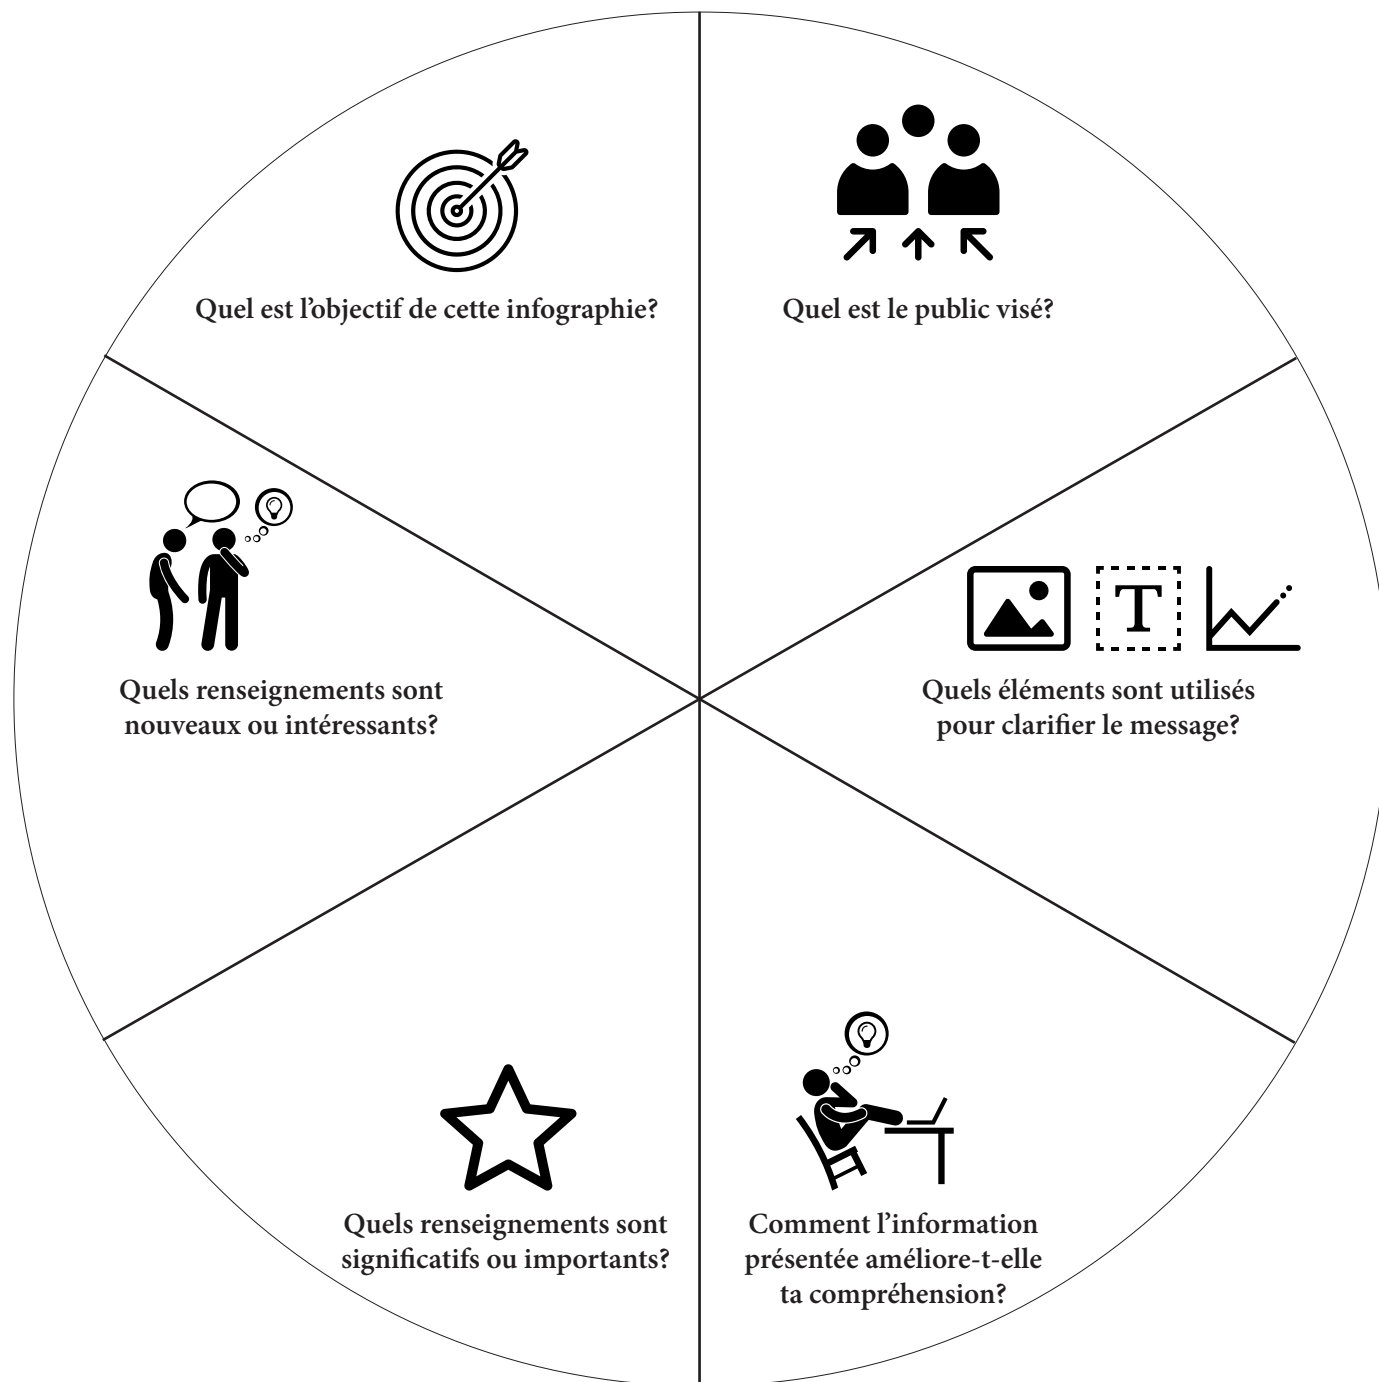 Quel est l’objectif de cette infographie?
Quel est le public visé?
Quels renseignements sont
nouveaux ou intéressants?
T
Quels éléments sont utilisés
pour clarifier le message?
Quels renseignements sont
significatifs ou importants?
Comment l’information
présentée améliore-t-elle
ta compréhension?